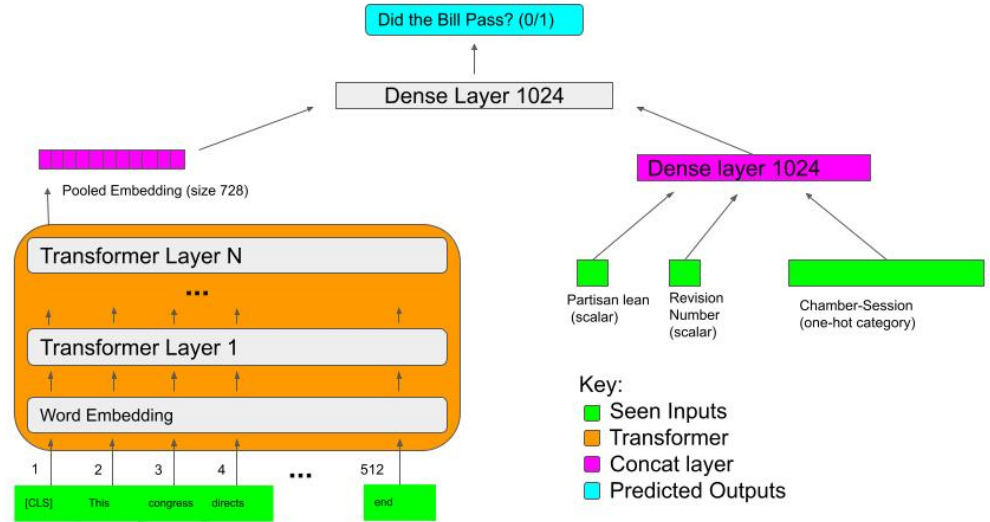 Did the Bill Pass? (0/1)
Dense Layer 1024
Pooled Embedding (size 728)
Dense layer 1024
Transformer Layer N
...
Transformer Layer 1
Word Embedding
Partisan lean
(scalar)
Revision
Number
(scalar)
Chamber-Session
(one-hot category)
1 2 3 4 ... 512
[CLS] This congress directs end
Key:
Seen Inputs
Transformer
Concat layer
Predicted Outputs